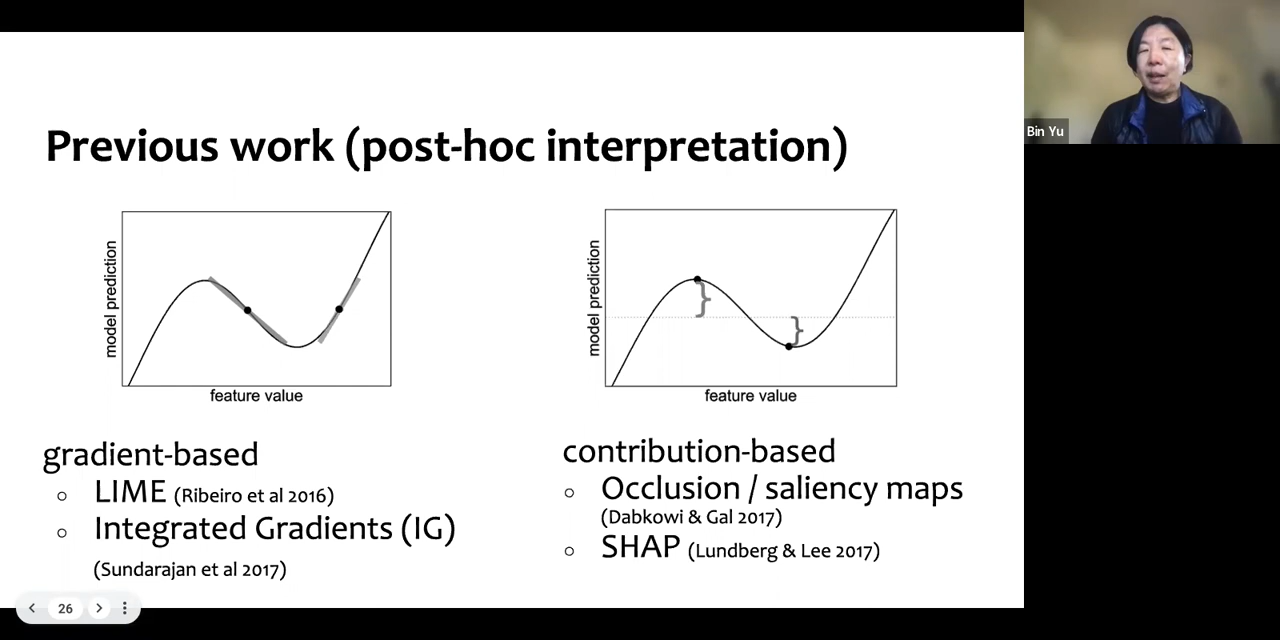 Previous work (post-hoc interpretation)
model prediction
feature value
gradient-based
LIME (Ribeiro et al 2016)
Integrated Gradients (IG)
(Sundarajan et al 2017)
model prediction
feature value
contribution-based
Occlusion / saliency maps
(Dabkowi & Gal 2017)
SHAP (Lundberg & Lee 2017)
26
Bin Yu